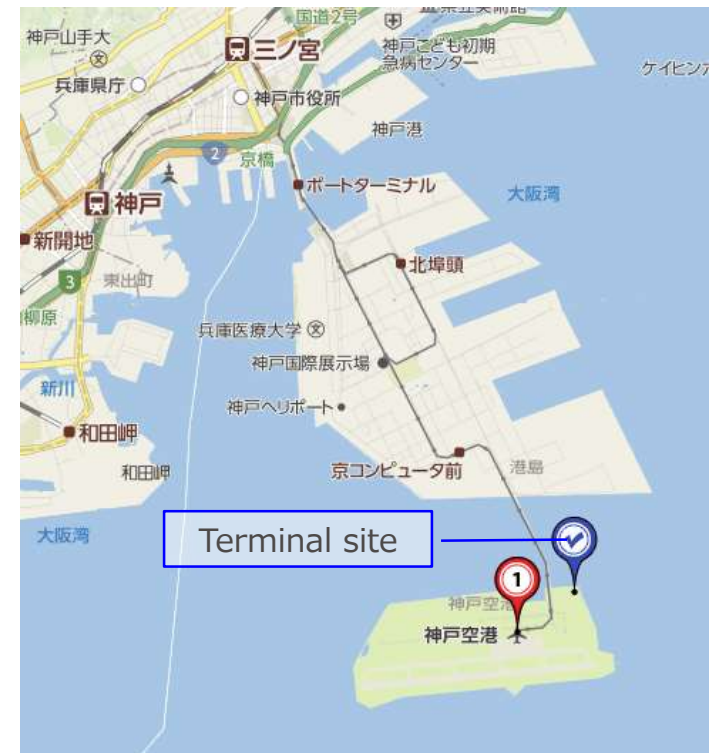 国道2号
神戸山手大
三ノ宮
神戸こども初期
急病センター
ケイヒン
兵庫県庁
神戸市役所
神戸港
2
京橋
ポートターミナル
大阪湾
神戸
新開地
北埠頭
3
東出町
柳原
兵庫医療大学
神戸国際展示場
新川
神戸ヘリポート
和田岬
京コンピュータ前
港島
和田岬
大阪湾
Terminal site
1
神戸空
神戸空港